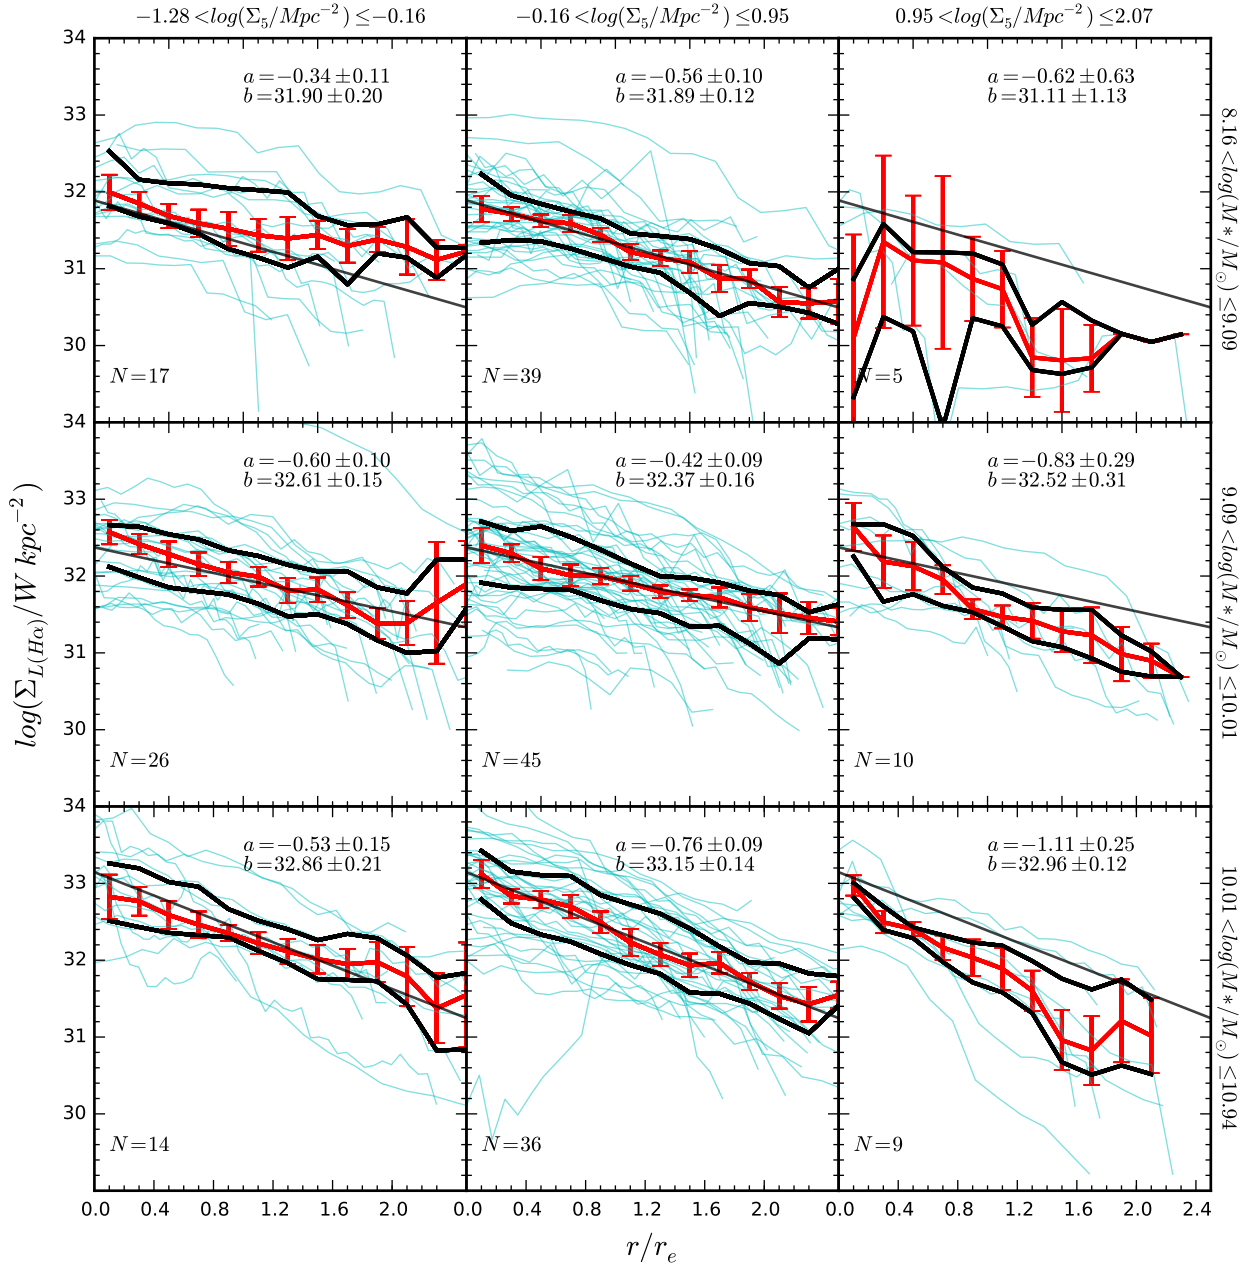 −1.28 <log(Σ₅/Mpc⁻²) ≤−0.16
−0.16 <log(Σ₅/Mpc⁻²) ≤0.95
0.95 <log(Σ₅/Mpc⁻²) ≤2.07
34
33
32
31
30
a=−0.34±0.11
b=31.90±0.20
N=17
a=−0.56±0.10
b=31.89±0.12
N=39
a=−0.62±0.63
b=31.11±1.13
N=5
8.16 <log(M∗/M⊙) ≤9.09
34
33
32
31
30
a=−0.60±0.10
b=32.61±0.15
N=26
a=−0.42±0.09
b=32.37±0.16
N=45
a=−0.83±0.29
b=32.52±0.31
N=10
9.09 <log(M∗/M⊙) ≤10.01
log(Σ_L(Hα))/W kpc⁻²)
34
33
32
31
30
a=−0.53±0.15
b=32.86±0.21
N=14
a=−0.76±0.09
b=33.15±0.14
N=36
a=−1.11±0.25
b=32.96±0.12
N=9
10.01 <log(M∗/M⊙) ≤10.94
0.0 0.4 0.8 1.2 1.6 2.0 0.0 0.4 0.8 1.2 1.6 2.0 0.0 0.4 0.8 1.2 1.6 2.0 2.4
r/rₑ